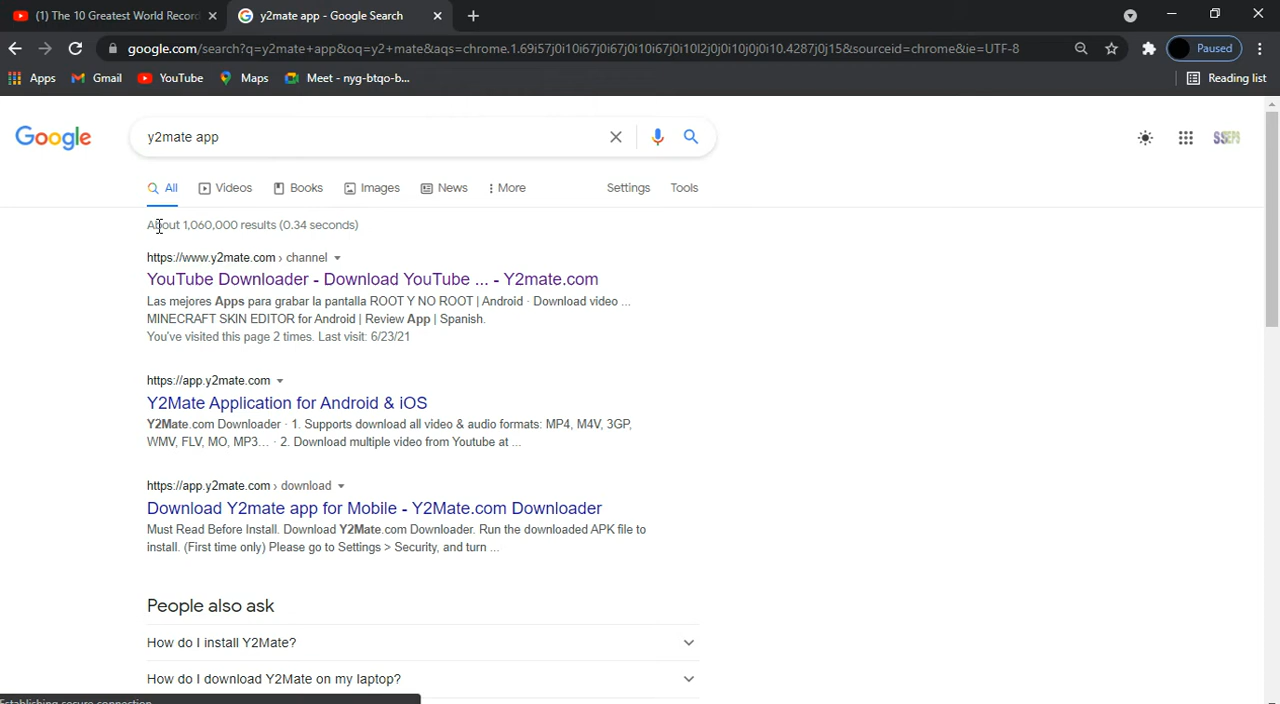 (1) The 10 Greatest World Record
y2mate app - Google Search
google.com/search?q=y2mate+app&oq=y2+mate&aqs=chrome.1.69i57j0i10i67j0i67j0i10i67j0i10l2j0j0i10j0j0i10.4287j0j15&sourceid=chrome&ie=UTF-8
Paused
Apps
Gmail
YouTube
Maps
Meet - nyg-btqo-b...
Reading list
Google
y2mate app
SSEPS
All
Videos
Books
Images
News
More
Settings
Tools
About 1,060,000 results (0.34 seconds)
https://www.y2mate.com › channel
YouTube Downloader - Download YouTube ... - Y2mate.com
Las mejores Apps para grabar la pantalla ROOT Y NO ROOT | Android · Download video ...
MINECRAFT SKIN EDITOR for Android | Review App | Spanish.
You've visited this page 2 times. Last visit: 6/23/21
https://app.y2mate.com
Y2Mate Application for Android & iOS
Y2Mate.com Downloader · 1. Supports download all video & audio formats: MP4, M4V, 3GP,
WMV, FLV, MO, MP3... · 2. Download multiple video from Youtube at ...
https://app.y2mate.com › download
Download Y2mate app for Mobile - Y2Mate.com Downloader
Must Read Before Install. Download Y2Mate.com Downloader. Run the downloaded APK file to
install. (First time only) Please go to Settings > Security, and turn ...
People also ask
How do I install Y2Mate?
How do I download Y2Mate on my laptop?
Establishing secure connection